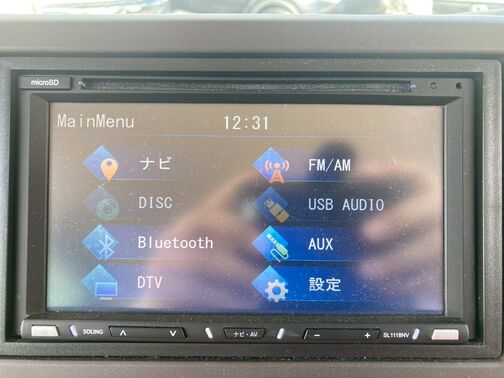 microSD
MainMenu 12:31
ナビ FM/AM
DISC USB AUDIO
Bluetooth AUX
DTV 設定
SOLING ナビ・AV SL111BNV